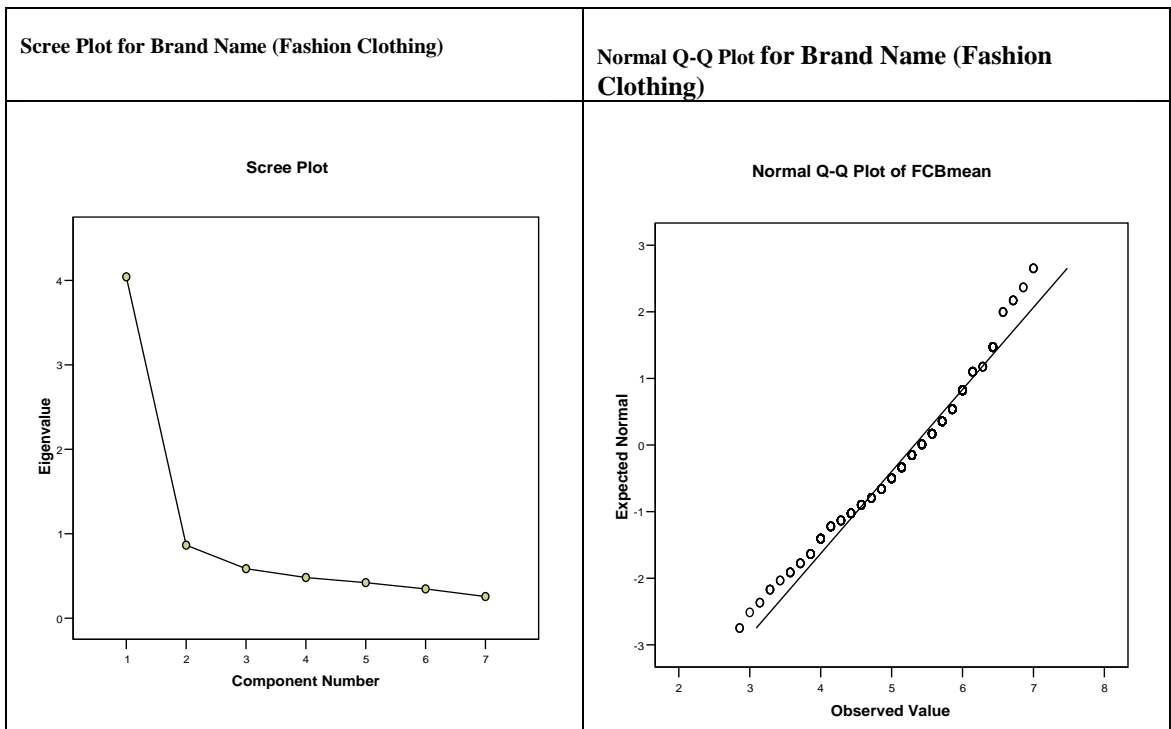 Scree Plot for Brand Name (Fashion Clothing)
Normal Q-Q Plot for Brand Name (Fashion
Clothing)
Scree Plot
4
3
2
1
0
Eigenvalue
1 2 3 4 5 6 7
Component Number
Normal Q-Q Plot of FCBmean
3
2
1
0
-1
-2
-3
Expected Normal
2 3 4 5 6 7 8
Observed Value